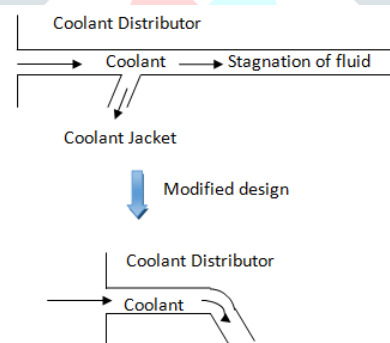 Coolant Distributor
Coolant
Stagnation of fluid
Coolant Jacket
Modified design
Coolant Distributor
Coolant